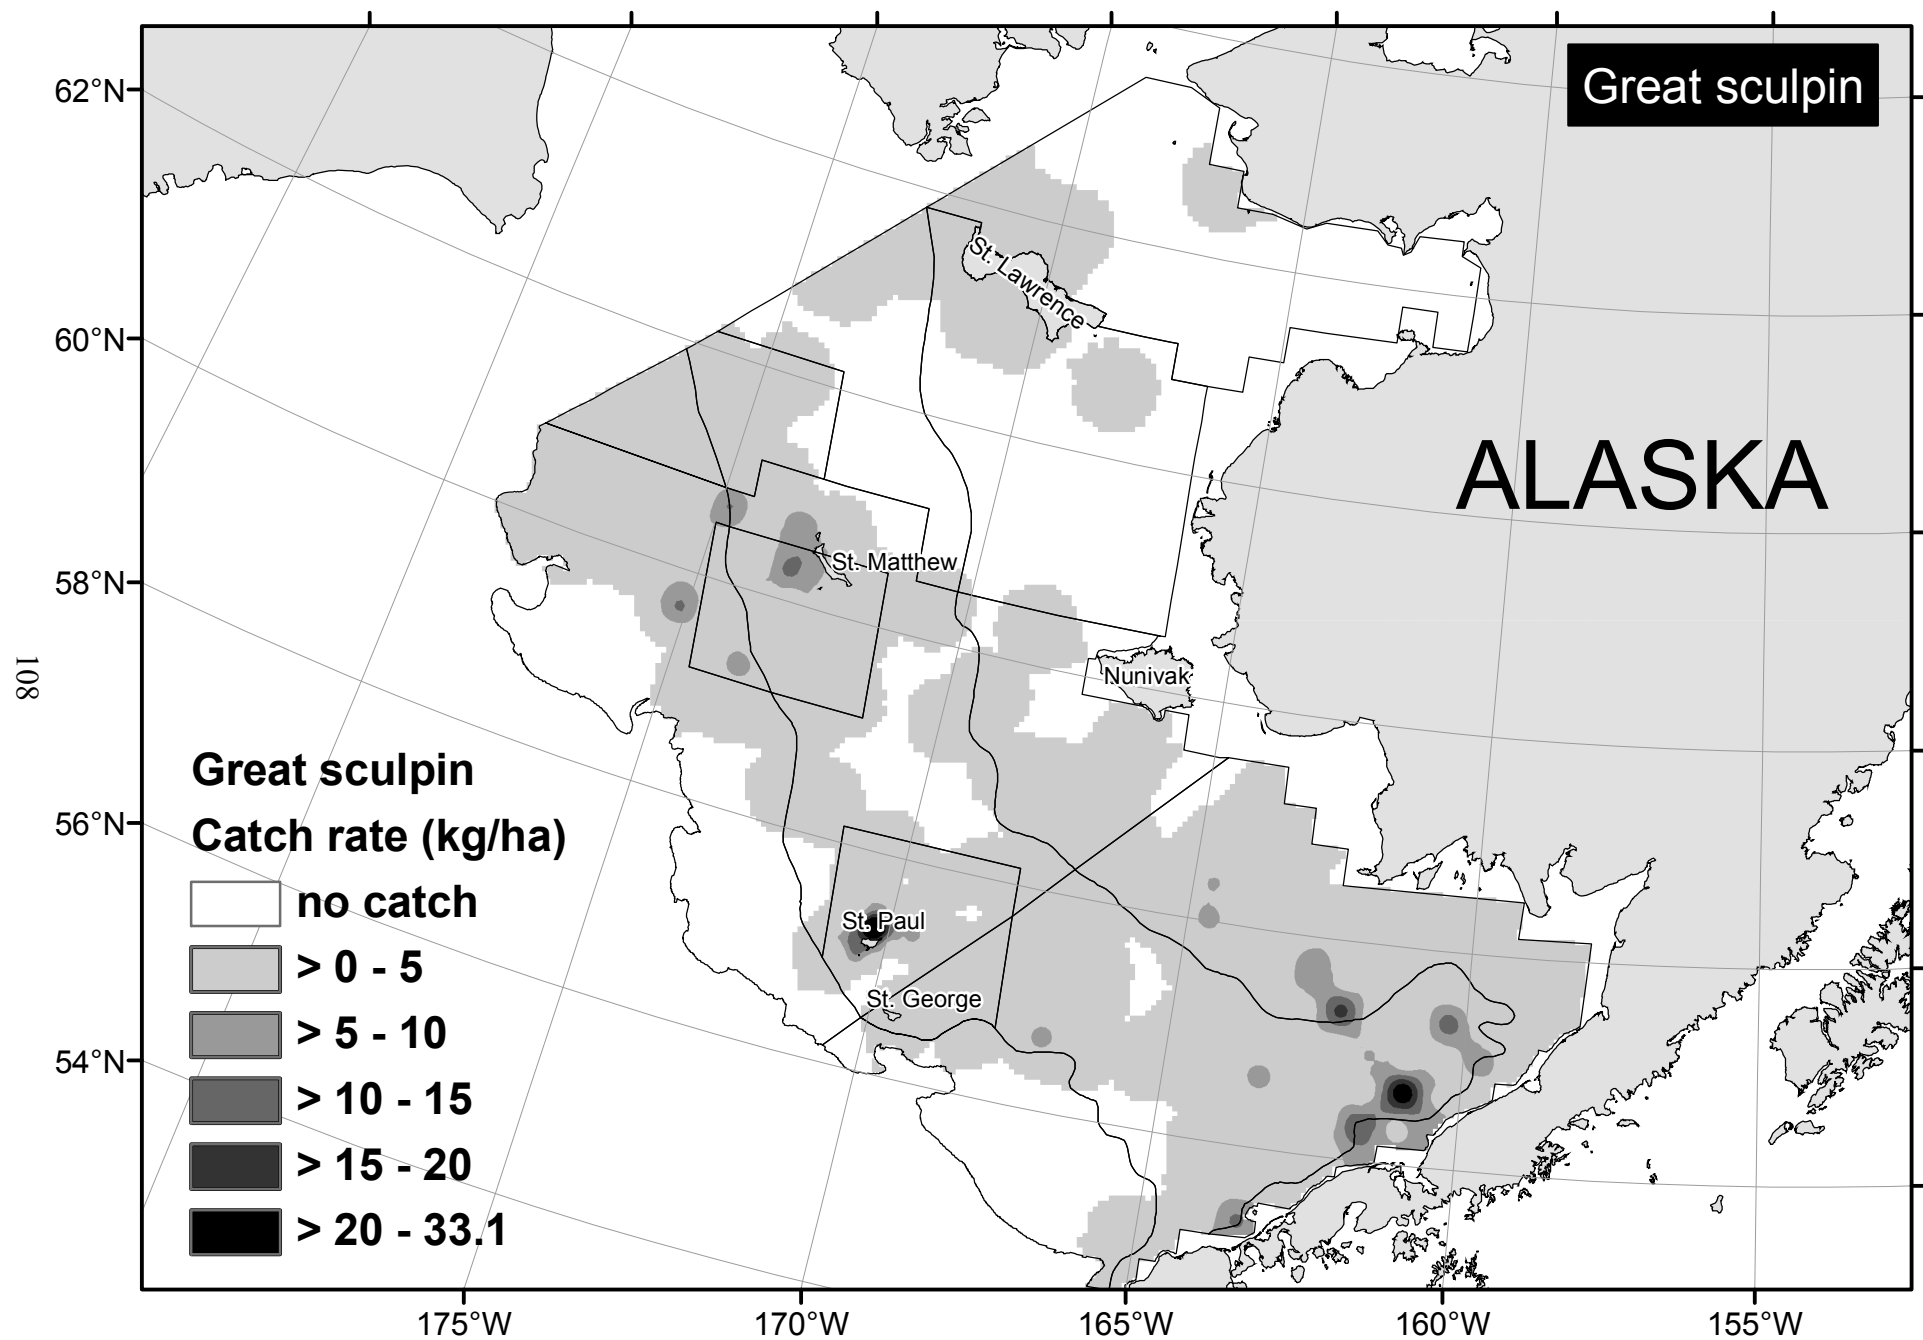 Great sculpin
62°N
60°N
58°N
56°N
54°N
St. Lawrence
ALASKA
St. Matthew
Nunivak
St. Paul
St. George
108
Great sculpin
Catch rate (kg/ha)
no catch
> 0 - 5
> 5 - 10
> 10 - 15
> 15 - 20
> 20 - 33.1
175°W
170°W
165°W
160°W
155°W